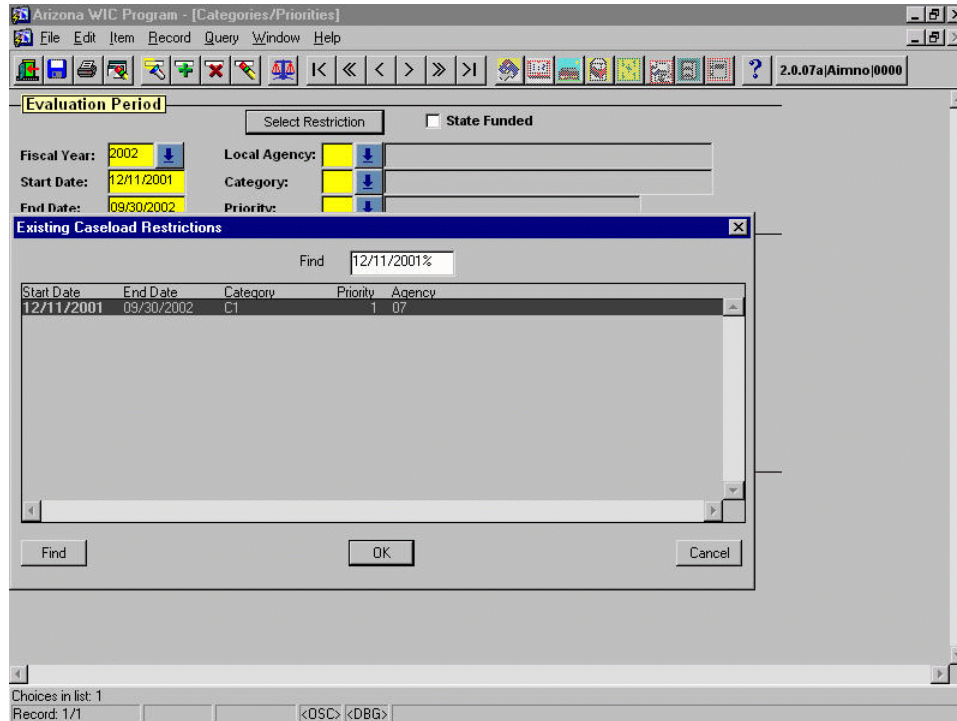 Arizona WIC Program - [Categories/Priorities]
File Edit Item Record Query Window Help
? 2.0.07a|Aimno|0000
Evaluation Period
Select Restriction State Funded
Fiscal Year: 2002 Local Agency:
Start Date: 12/11/2001 Category:
End Date: 09/30/2002 Priority:
Existing Caseload Restrictions
Find 12/11/2001%
Start Date End Date Category Priority Agency
12/11/2001 09/30/2002 C1 1 07
Find OK Cancel
Choices in list: 1
Record: 1/1 <OSC> <DBG>